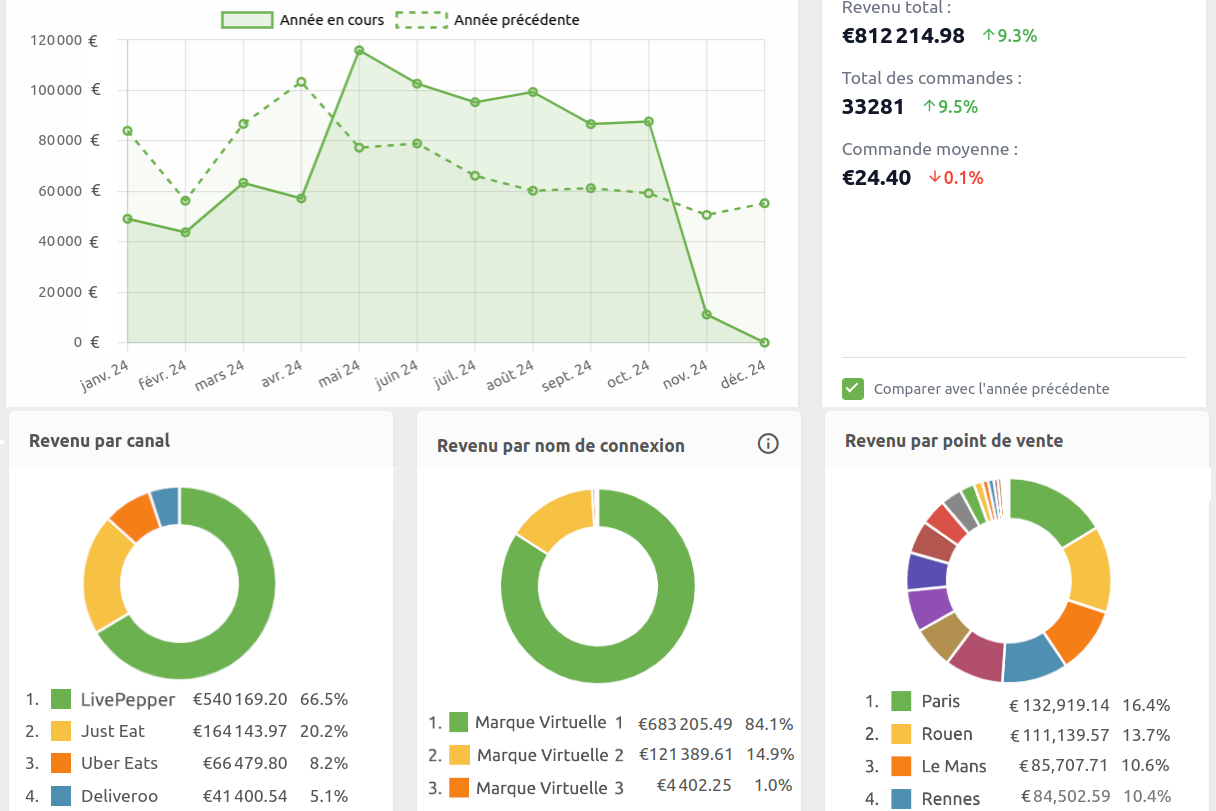 Année en cours Année précédente
120 000 €
100 000 €
80 000 €
60 000 €
40 000 €
20 000 €
0 €
janv. 24 févr. 24 mars 24 avr. 24 mai 24 juin 24 juil. 24 août 24 sept. 24 oct. 24 nov. 24 déc. 24
Revenu total :
€812 214.98 ↑9.3%
Total des commandes :
33281 ↑9.5%
Commande moyenne :
€24.40 ↓0.1%
Comparer avec l'année précédente
Revenu par canal
1. LivePepper €540 169.20 66.5%
2. Just Eat €164 143.97 20.2%
3. Uber Eats €66 479.80 8.2%
4. Deliveroo €41 400.54 5.1%
Revenu par nom de connexion
1. Marque Virtuelle 1 €683 205.49 84.1%
2. Marque Virtuelle 2 €121 389.61 14.9%
3. Marque Virtuelle 3 €4 402.25 1.0%
Revenu par point de vente
1. Paris € 132,919.14 16.4%
2. Rouen € 111,139.57 13.7%
3. Le Mans € 85,707.71 10.6%
4. Rennes € 84,502.59 10.4%